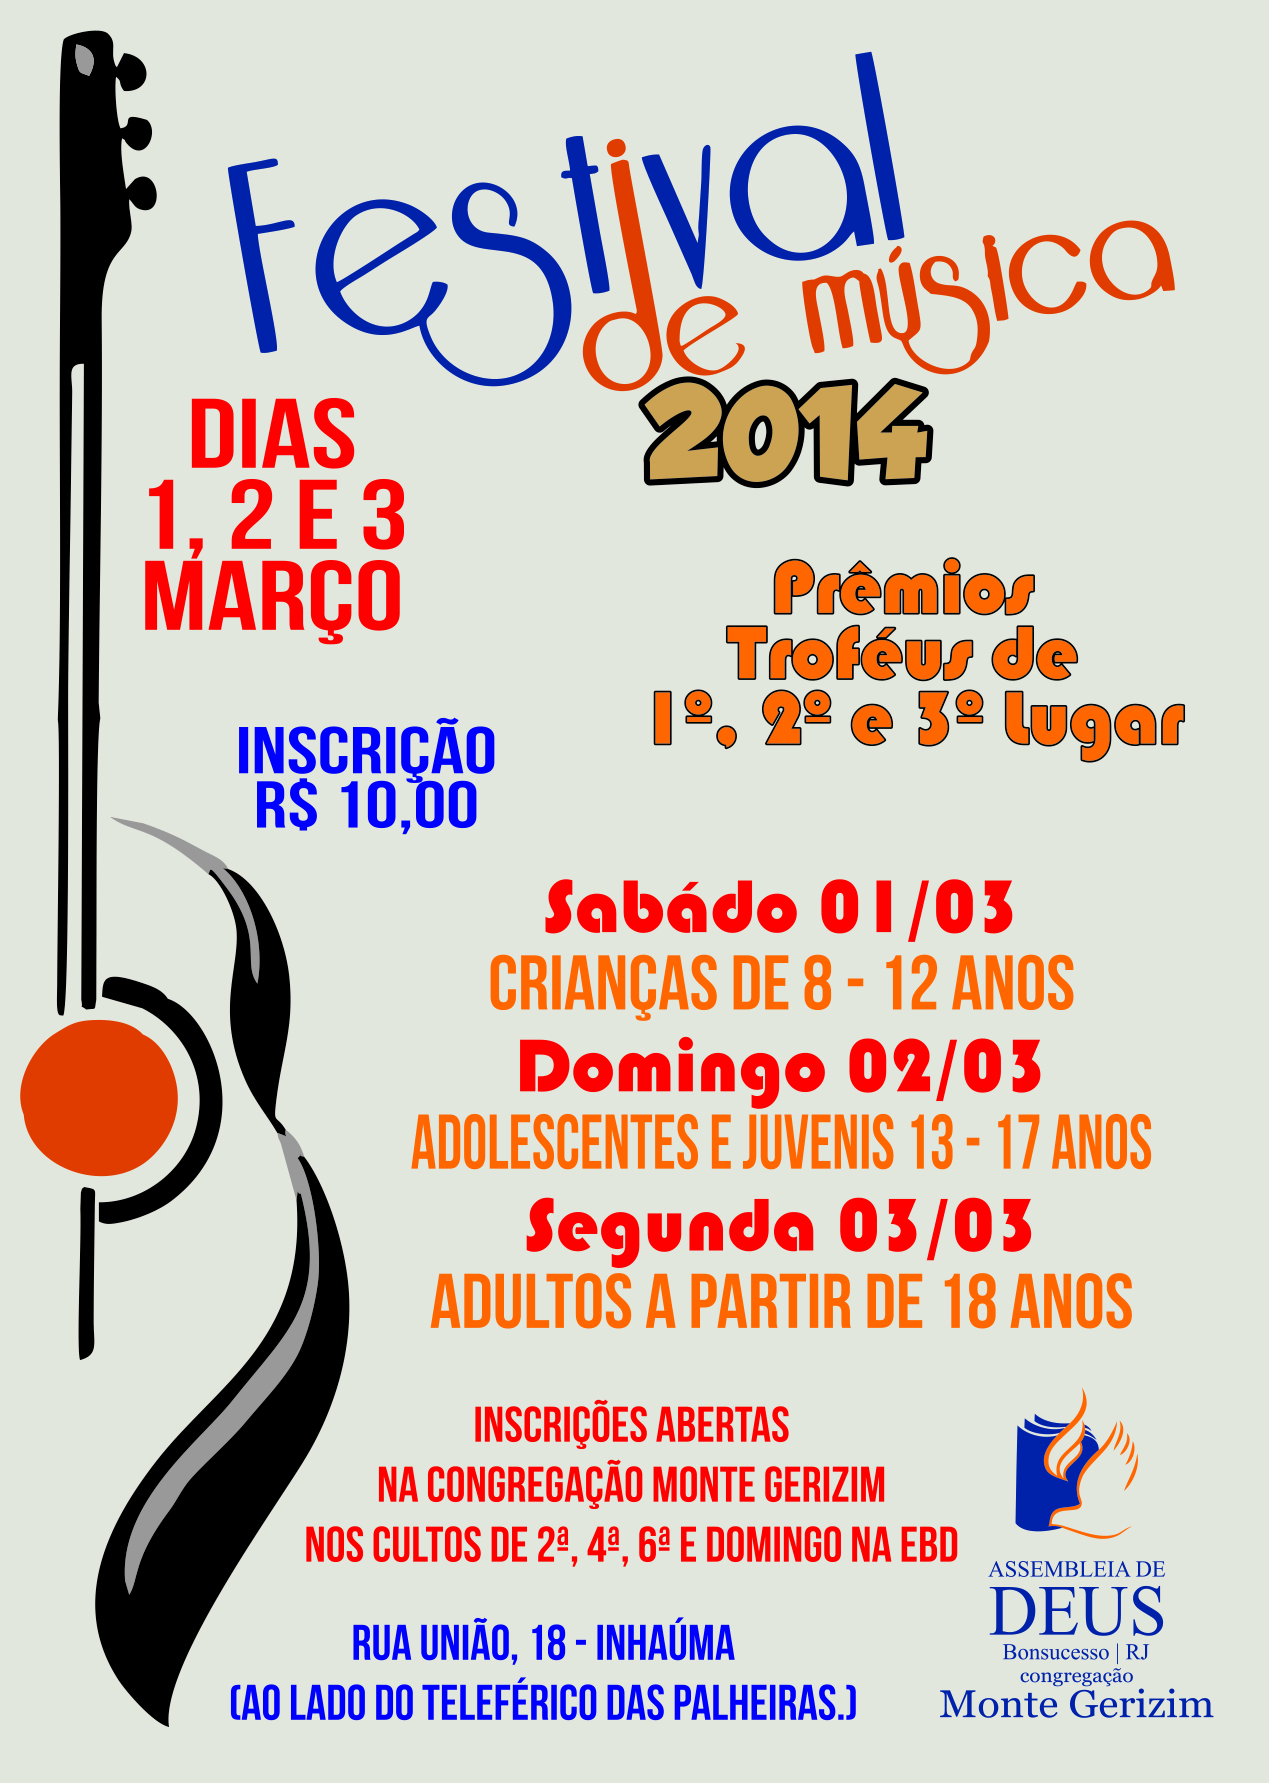 Festival
de música
2014
DIAS
1, 2 E 3
MARÇO
Prêmios
Troféus de
1º, 2º e 3º Lugar
INSCRIÇÃO
R$ 10,00
Sabádo 01/03
CRIANÇAS DE 8 - 12 ANOS
Domingo 02/03
ADOLESCENTES E JUVENIS 13 - 17 ANOS
Segunda 03/03
ADULTOS A PARTIR DE 18 ANOS
INSCRIÇÕES ABERTAS
NA CONGREGAÇÃO MONTE GERIZIM
NOS CULTOS DE 2ª, 4ª, 6ª E DOMINGO NA EBD
RUA UNIÃO, 18 - INHAÚMA
(AO LADO DO TELEFÉRICO DAS PALHEIRAS.)
ASSEMBLEIA DE
DEUS
Bonsucesso | RJ
congregação
Monte Gerizim